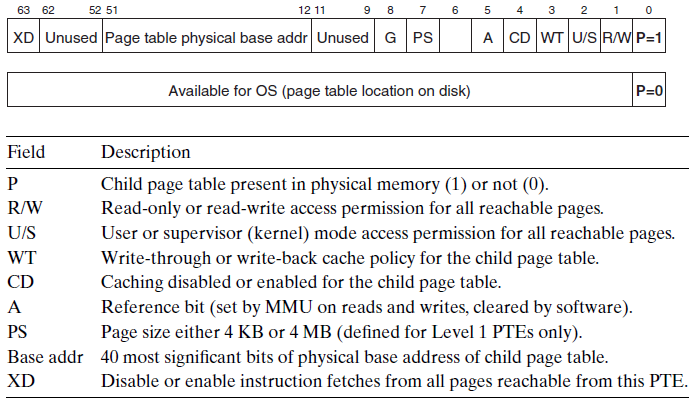 63 62 52 51 12 11 9 8 7 6 5 4 3 2 1 0
XD Unused Page table physical base addr Unused G PS A CD WT U/S R/W P=1
Available for OS (page table location on disk) P=0
Field Description
P Child page table present in physical memory (1) or not (0).
R/W Read-only or read-write access permission for all reachable pages.
U/S User or supervisor (kernel) mode access permission for all reachable pages.
WT Write-through or write-back cache policy for the child page table.
CD Caching disabled or enabled for the child page table.
A Reference bit (set by MMU on reads and writes, cleared by software).
PS Page size either 4 KB or 4 MB (defined for Level 1 PTEs only).
Base addr 40 most significant bits of physical base address of child page table.
XD Disable or enable instruction fetches from all pages reachable from this PTE.